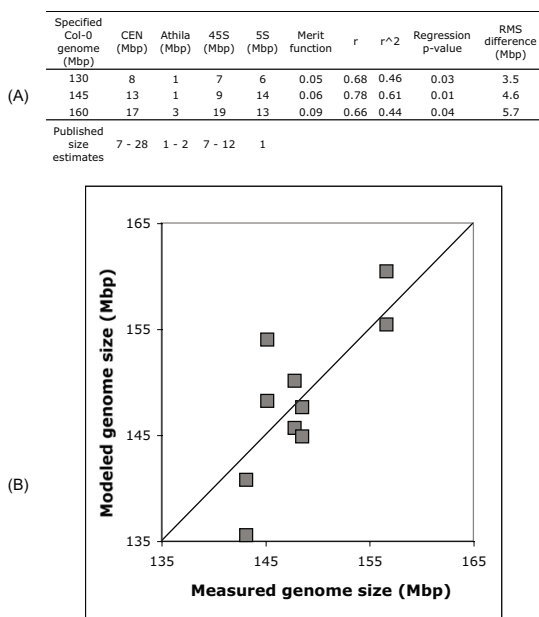 Specified Col-0 genome (Mbp) CEN (Mbp) Athila (Mbp) 45S (Mbp) 5S (Mbp) Merit function r r^2 Regression p-value RMS difference (Mbp)
130 8 1 7 6 0.05 0.68 0.46 0.03 3.5
(A)
145 13 1 9 14 0.06 0.78 0.61 0.01 4.6
160 17 3 19 13 0.09 0.66 0.44 0.04 5.7
Published size estimates 7 - 28 1 - 2 7 - 12 1
165
155
145
135
Modeled genome size (Mbp)
(B)
135 145 155 165
Measured genome size (Mbp)